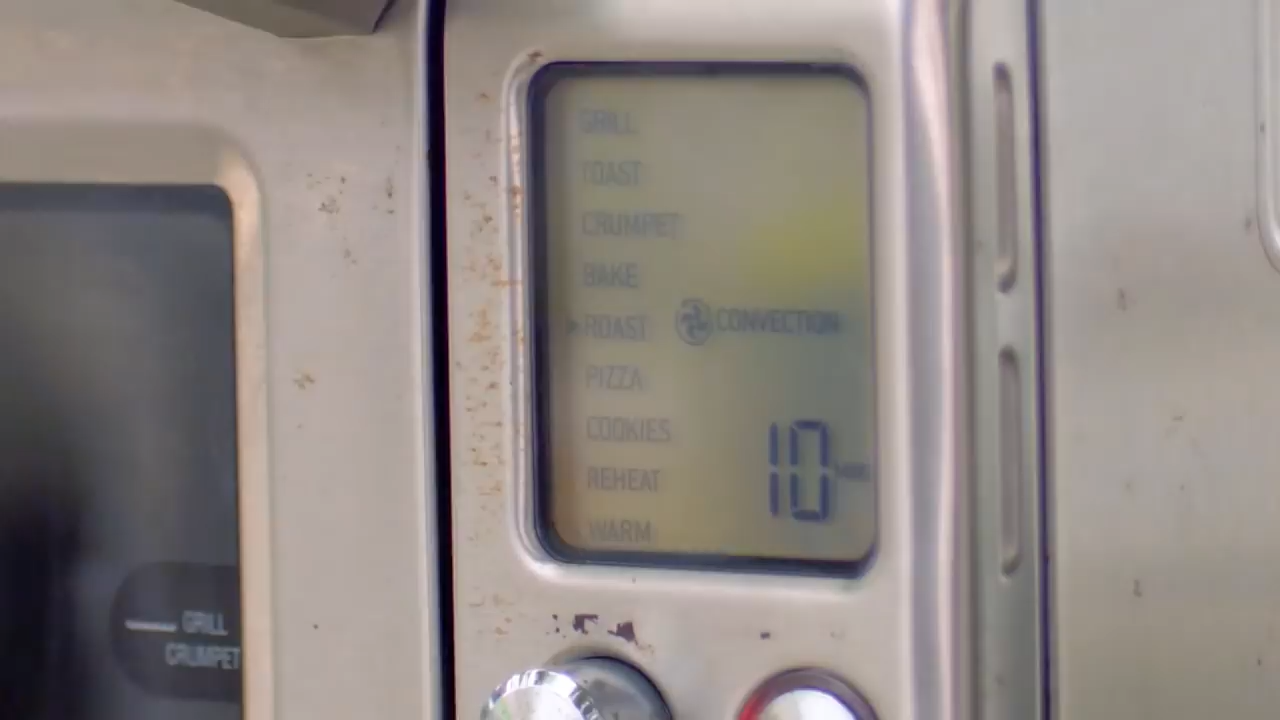 GRILL
TOAST
CRUMPET
BAKE
ROAST CONVECTION
PIZZA
COOKIES
REHEAT
10
WARM
GRILL
CRUMPET